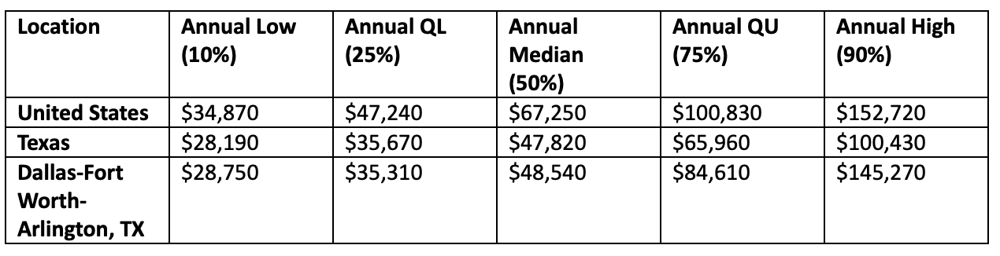 Location Annual Low (10%) Annual QL (25%) Annual Median (50%) Annual QU (75%) Annual High (90%)
United States $34,870 $47,240 $67,250 $100,830 $152,720
Texas $28,190 $35,670 $47,820 $65,960 $100,430
Dallas-Fort Worth-Arlington, TX $28,750 $35,310 $48,540 $84,610 $145,270